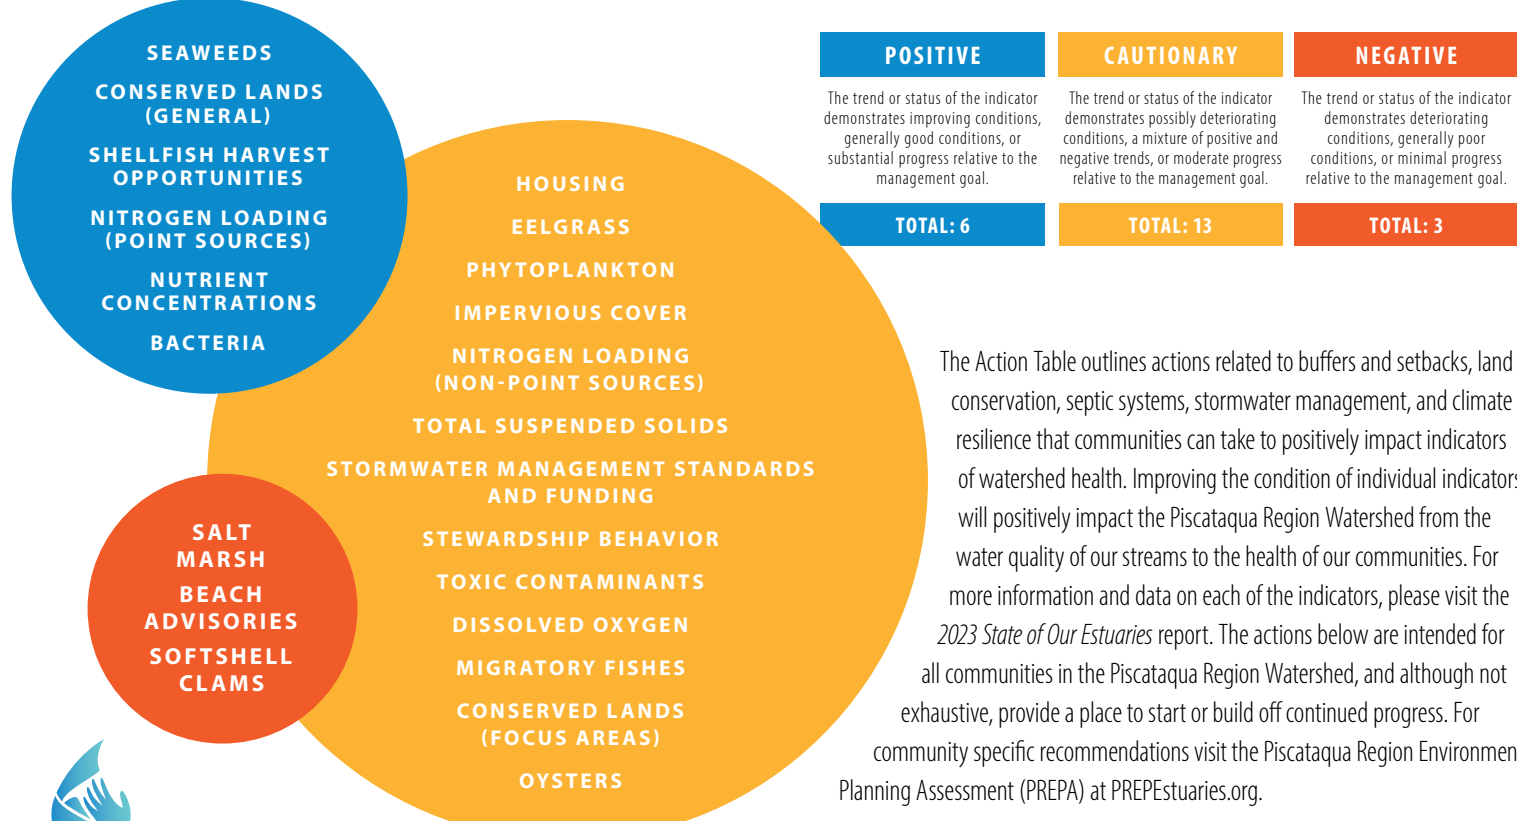 SEAWEEDS
CONSERVED LANDS
(GENERAL)
SHELLFISH HARVEST
OPPORTUNITIES
NITROGEN LOADING
(POINT SOURCES)
NUTRIENT
CONCENTRATIONS
BACTERIA
HOUSING
EELGRASS
PHYTOPLANKTON
IMPERVIOUS COVER
NITROGEN LOADING
(NON-POINT SOURCES)
TOTAL SUSPENDED SOLIDS
STORMWATER MANAGEMENT STANDARDS
AND FUNDING
STEWARDSHIP BEHAVIOR
TOXIC CONTAMINANTS
DISSOLVED OXYGEN
MIGRATORY FISHES
CONSERVED LANDS
(FOCUS AREAS)
OYSTERS
SALT
MARSH
BEACH
ADVISORIES
SOFTSHELL
CLAMS
POSITIVE
The trend or status of the indicator
demonstrates improving conditions,
generally good conditions, or
substantial progress relative to the
management goal.
TOTAL: 6
CAUTIONARY
The trend or status of the indicator
demonstrates possibly deteriorating
conditions, a mixture of positive and
negative trends, or moderate progress
relative to the management goal.
TOTAL: 13
NEGATIVE
The trend or status of the indicator
demonstrates deteriorating
conditions, generally poor
conditions, or minimal progress
relative to the management goal.
TOTAL: 3
The Action Table outlines actions related to buffers and setbacks, land
conservation, septic systems, stormwater management, and climate
resilience that communities can take to positively impact indicators
of watershed health. Improving the condition of individual indicators
will positively impact the Piscataqua Region Watershed from the
water quality of our streams to the health of our communities. For
more information and data on each of the indicators, please visit the
2023 State of Our Estuaries report. The actions below are intended for
all communities in the Piscataqua Region Watershed, and although not
exhaustive, provide a place to start or build off continued progress. For
community specific recommendations visit the Piscataqua Region Environmen
Planning Assessment (PREPA) at PREPEstuaries.org.